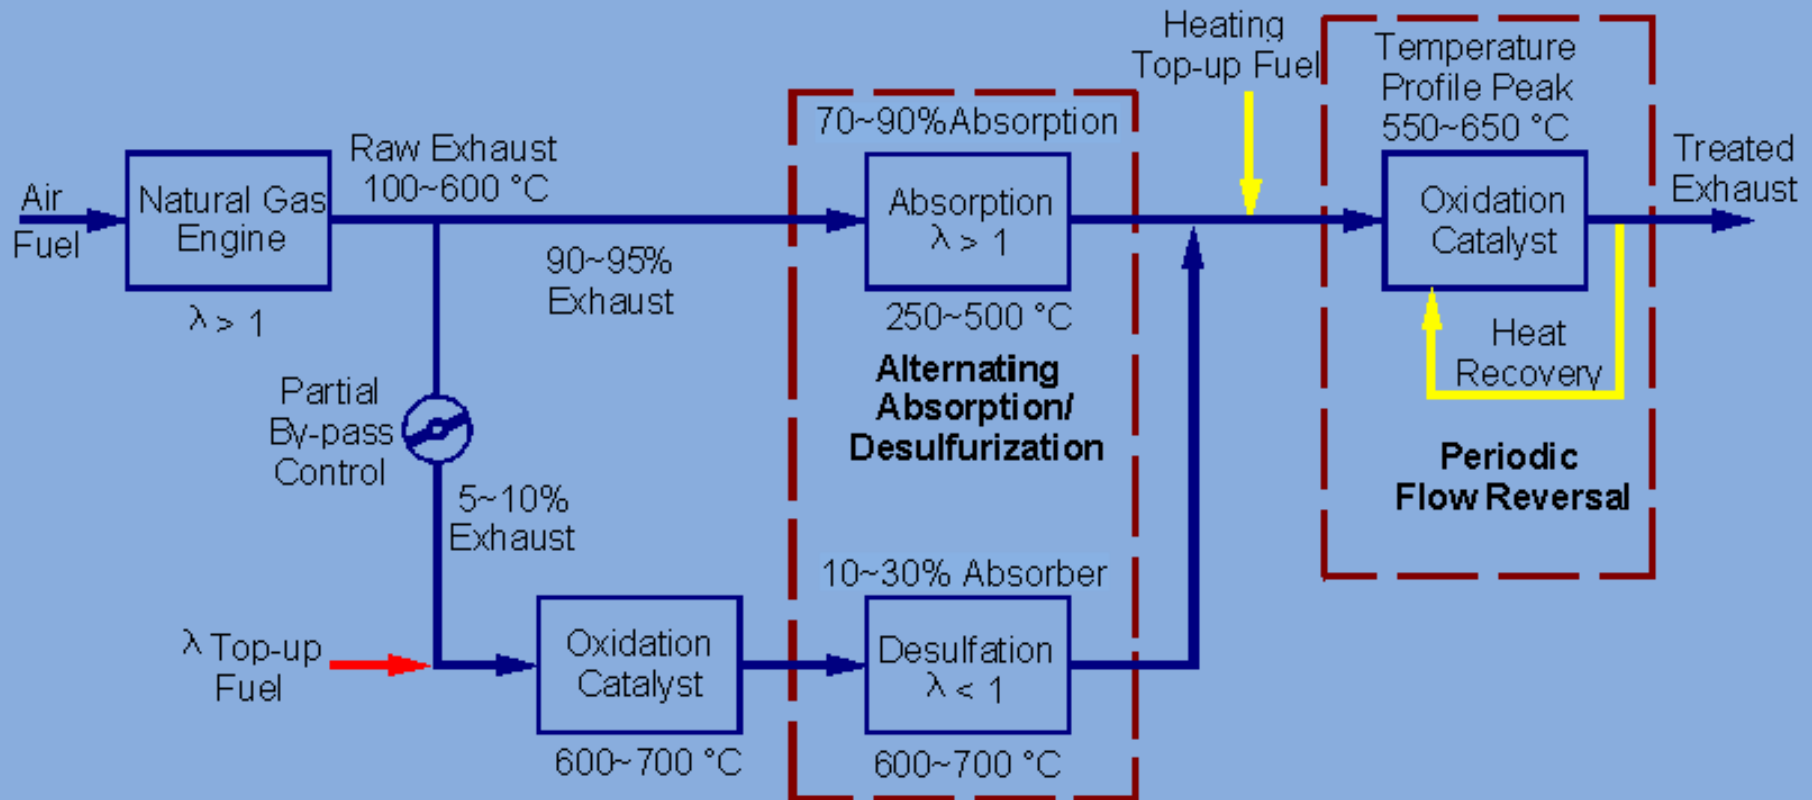 Heating
Top-up Fuel
Temperature
Profile Peak
550~650 °C
70~90%Absorption
Raw Exhaust
100~600 °C
Air
Fuel
Natural Gas
Engine
λ > 1
90~95%
Exhaust
Absorption
λ > 1
250~500 °C
Oxidation
Catalyst
Treated
Exhaust
Heat
Recovery
Alternating
Absorption/
Desulfurization
Periodic
Flow Reversal
Partial
By-pass
Control
5~10%
Exhaust
λ Top-up
Fuel
Oxidation
Catalyst
600~700 °C
10~30% Absorber
Desulfation
λ < 1
600~700 °C